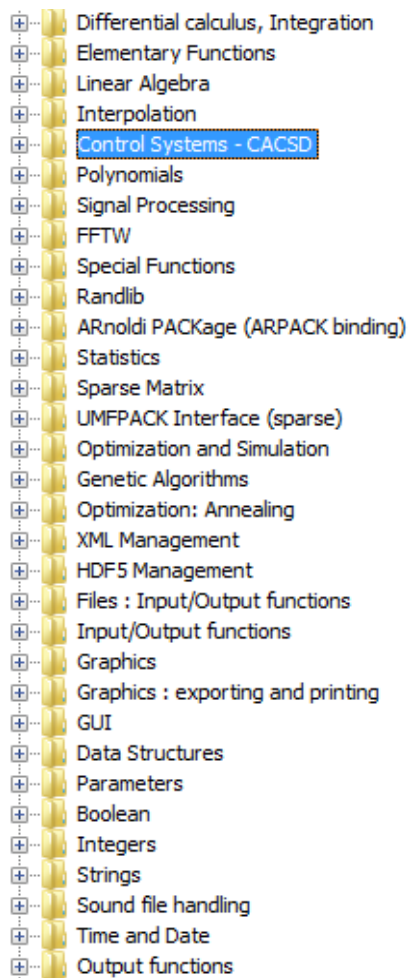 Differential calculus, Integration
Elementary Functions
Linear Algebra
Interpolation
Control Systems - CACSD
Polynomials
Signal Processing
FFTW
Special Functions
Randlib
ARnoldi PACKage (ARPACK binding)
Statistics
Sparse Matrix
UMFPACK Interface (sparse)
Optimization and Simulation
Genetic Algorithms
Optimization: Annealing
XML Management
HDF5 Management
Files : Input/Output functions
Input/Output functions
Graphics
Graphics : exporting and printing
GUI
Data Structures
Parameters
Boolean
Integers
Strings
Sound file handling
Time and Date
Output functions